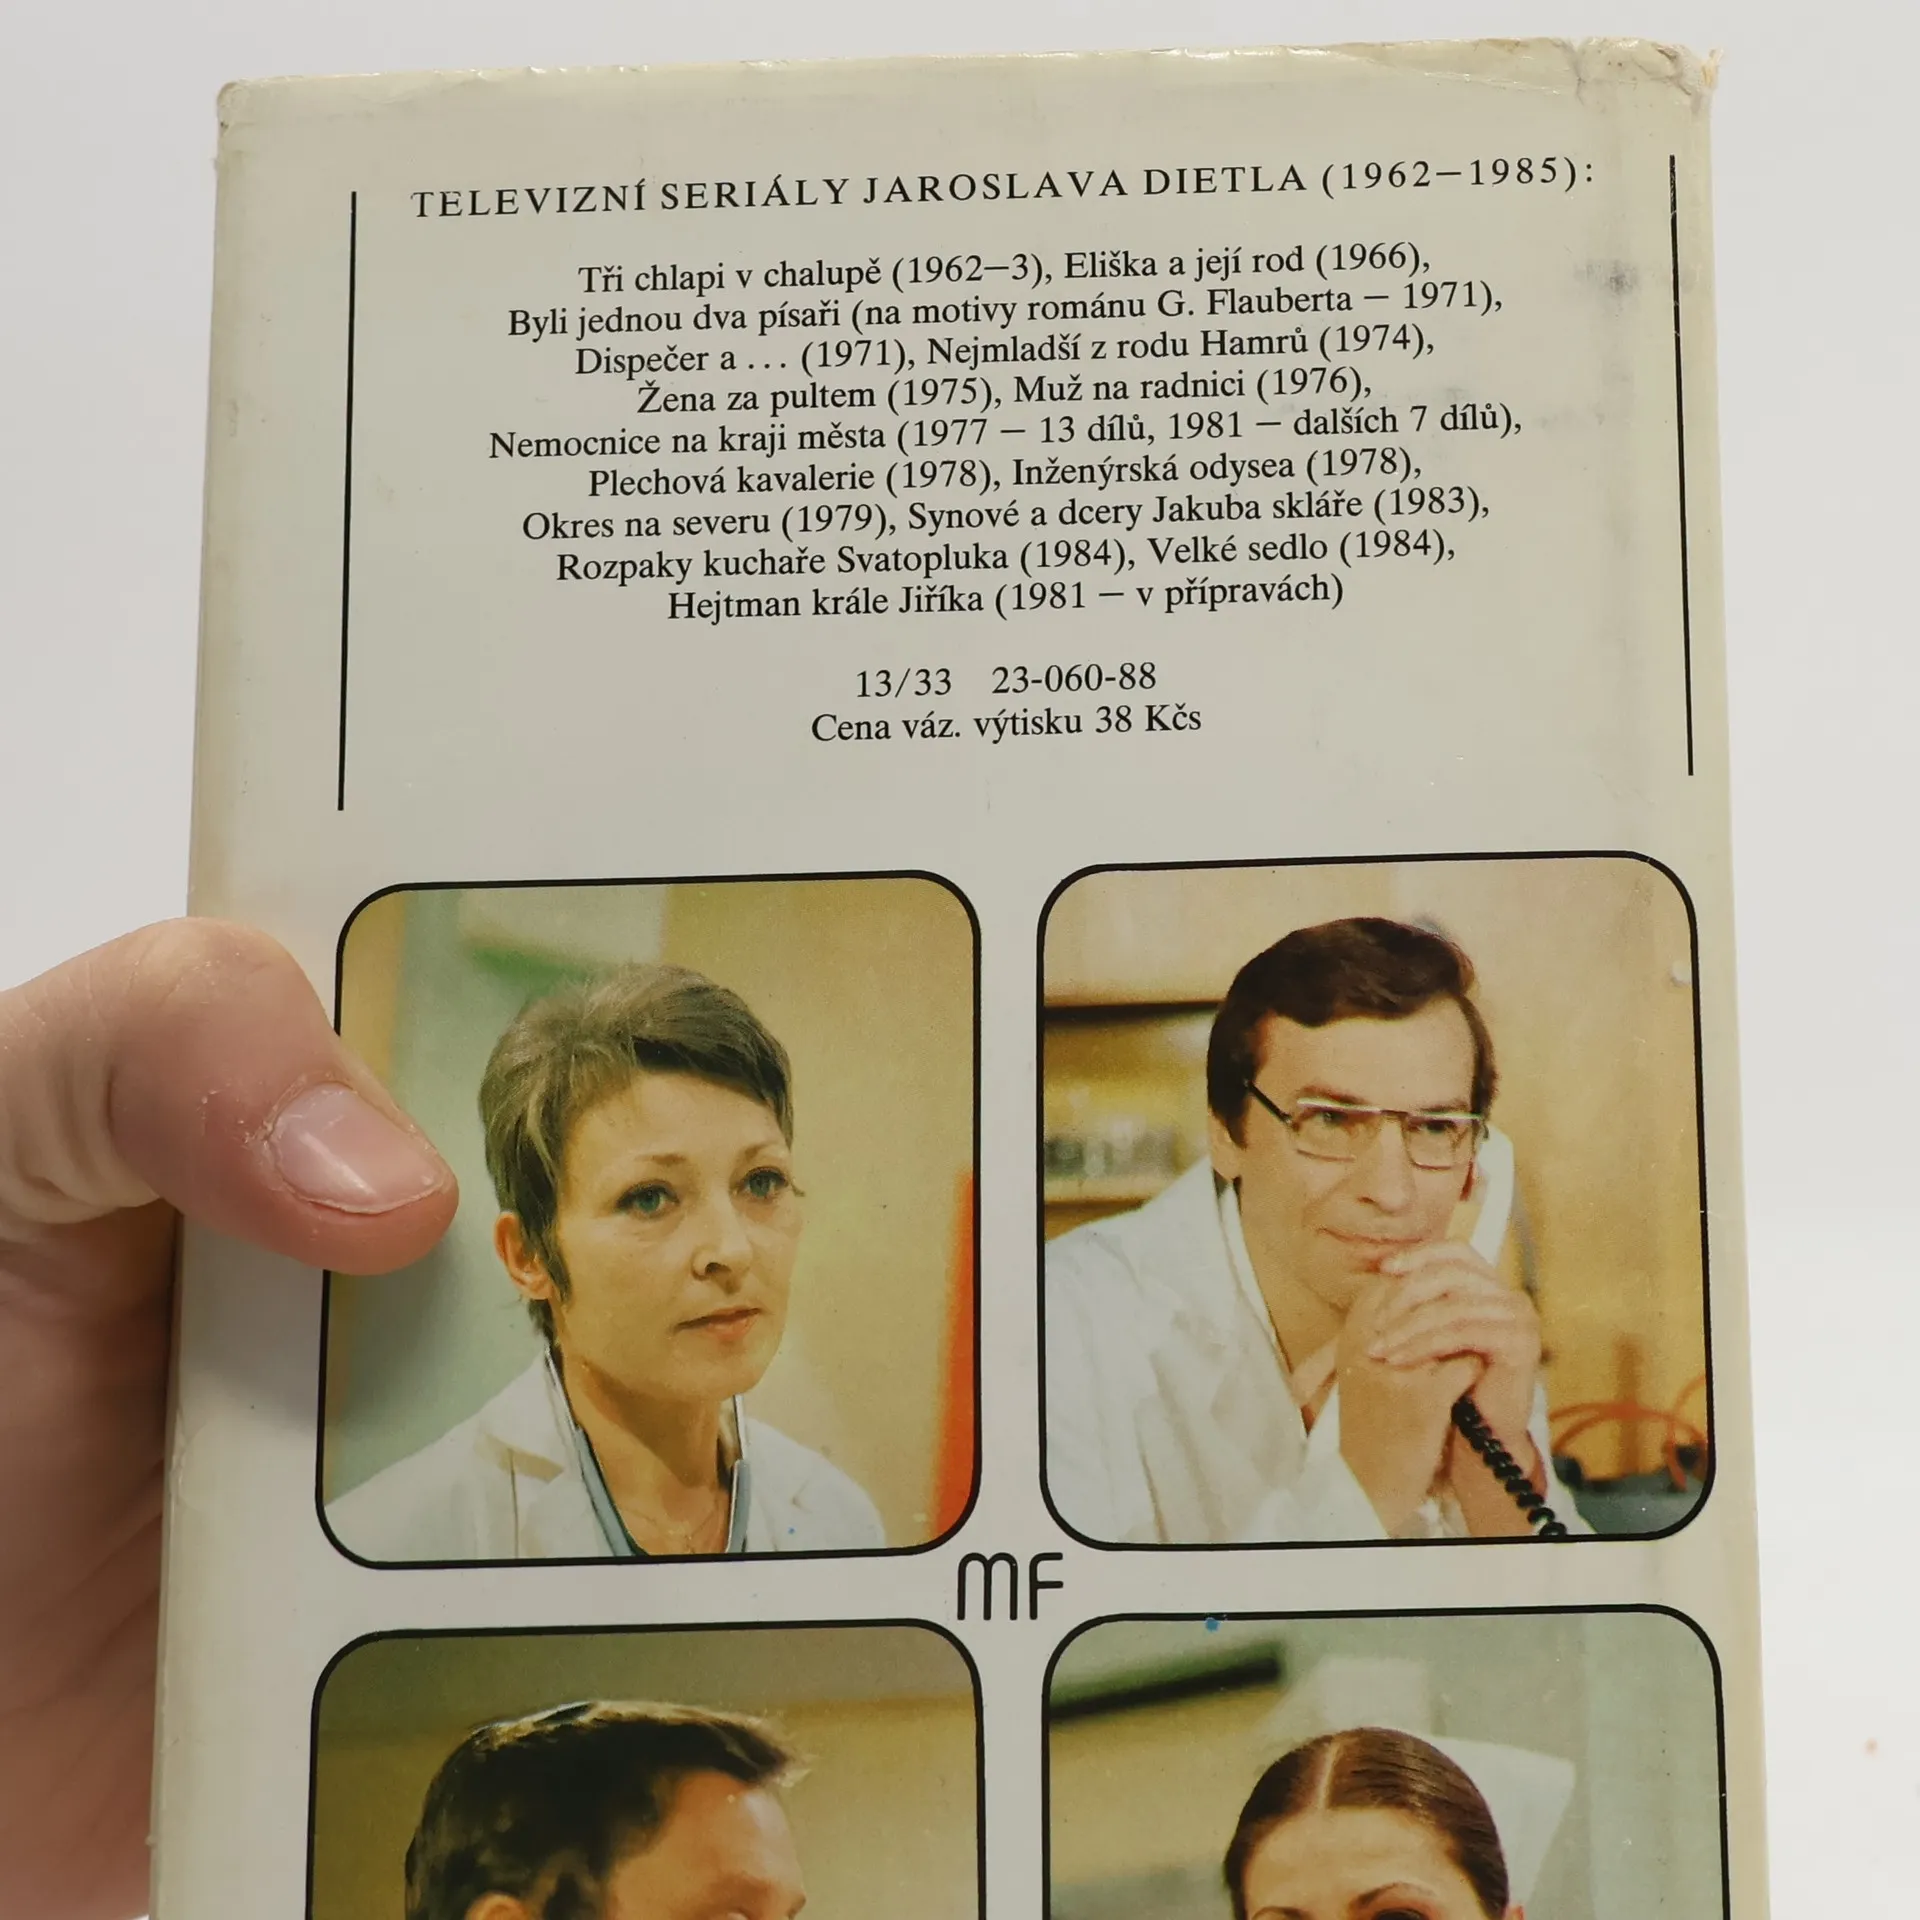 TELEVIZNÍ SERIÁLY JAROSLAVA DIETLA (1962–1985):
Tři chlapi v chalupě (1962–3), Eliška a její rod (1966),
Byli jednou dva písaři (na motivy románu G. Flauberta – 1971),
Dispečer a ... (1971), Nejmladší z rodu Hamrů (1974),
Žena za pultem (1975), Muž na radnici (1976),
Nemocnice na kraji města (1977 – 13 dílů, 1981 – dalších 7 dílů),
Plechová kavalerie (1978), Inženýrská odysea (1978),
Okres na severu (1979), Synové a dcery Jakuba skláře (1983),
Rozpaky kuchaře Svatopluka (1984), Velké sedlo (1984),
Hejtman krále Jiříka (1981 – v přípravách)
13/33 23-060-88
Cena váz. výtisku 38 Kčs
MF